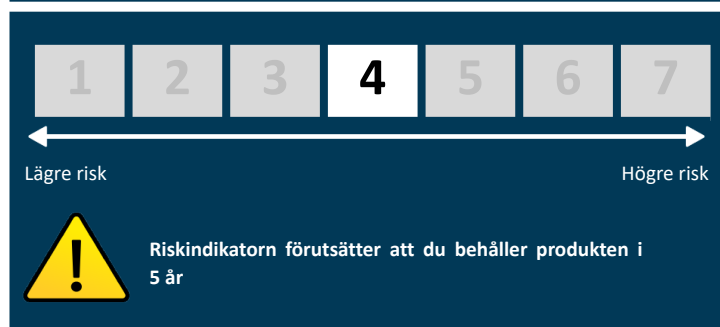 1 2 3 4 5 6 7
Lägre risk Högre risk
Riskindikatorn förutsätter att du behåller produkten i
5 år